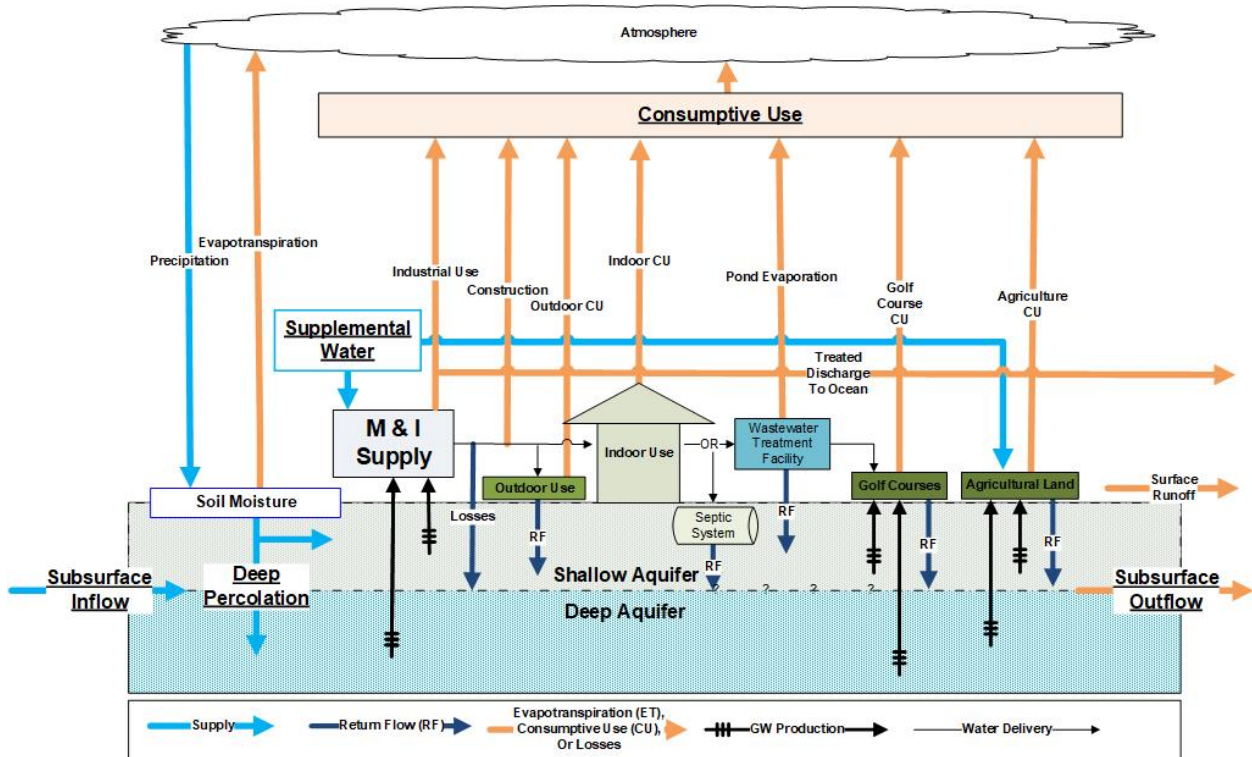 Atmosphere
Consumptive Use
Evapotranspiration
Precipitation
Industrial Use
Construction
Outdoor CU
Indoor CU
Pond Evaporation
Golf
Course
CU
Agriculture
CU
Supplemental
Water
Treated
Discharge
To Ocean
M & I
Supply
Indoor Use
OR
Wastewater
Treatment
Facility
Outdoor Use
Golf Courses
Agricultural Land
Surface
Runoff
Soil Moisture
Losses
RF
Septic
System
RF
RF
RF
RF
Shallow Aquifer
Subsurface
Inflow
Deep
Percolation
Subsurface
Outflow
? ? ? ?
Deep Aquifer
Supply
Return Flow (RF)
Evapotranspiration (ET),
Consumptive Use (CU),
Or Losses
GW Production
Water Delivery